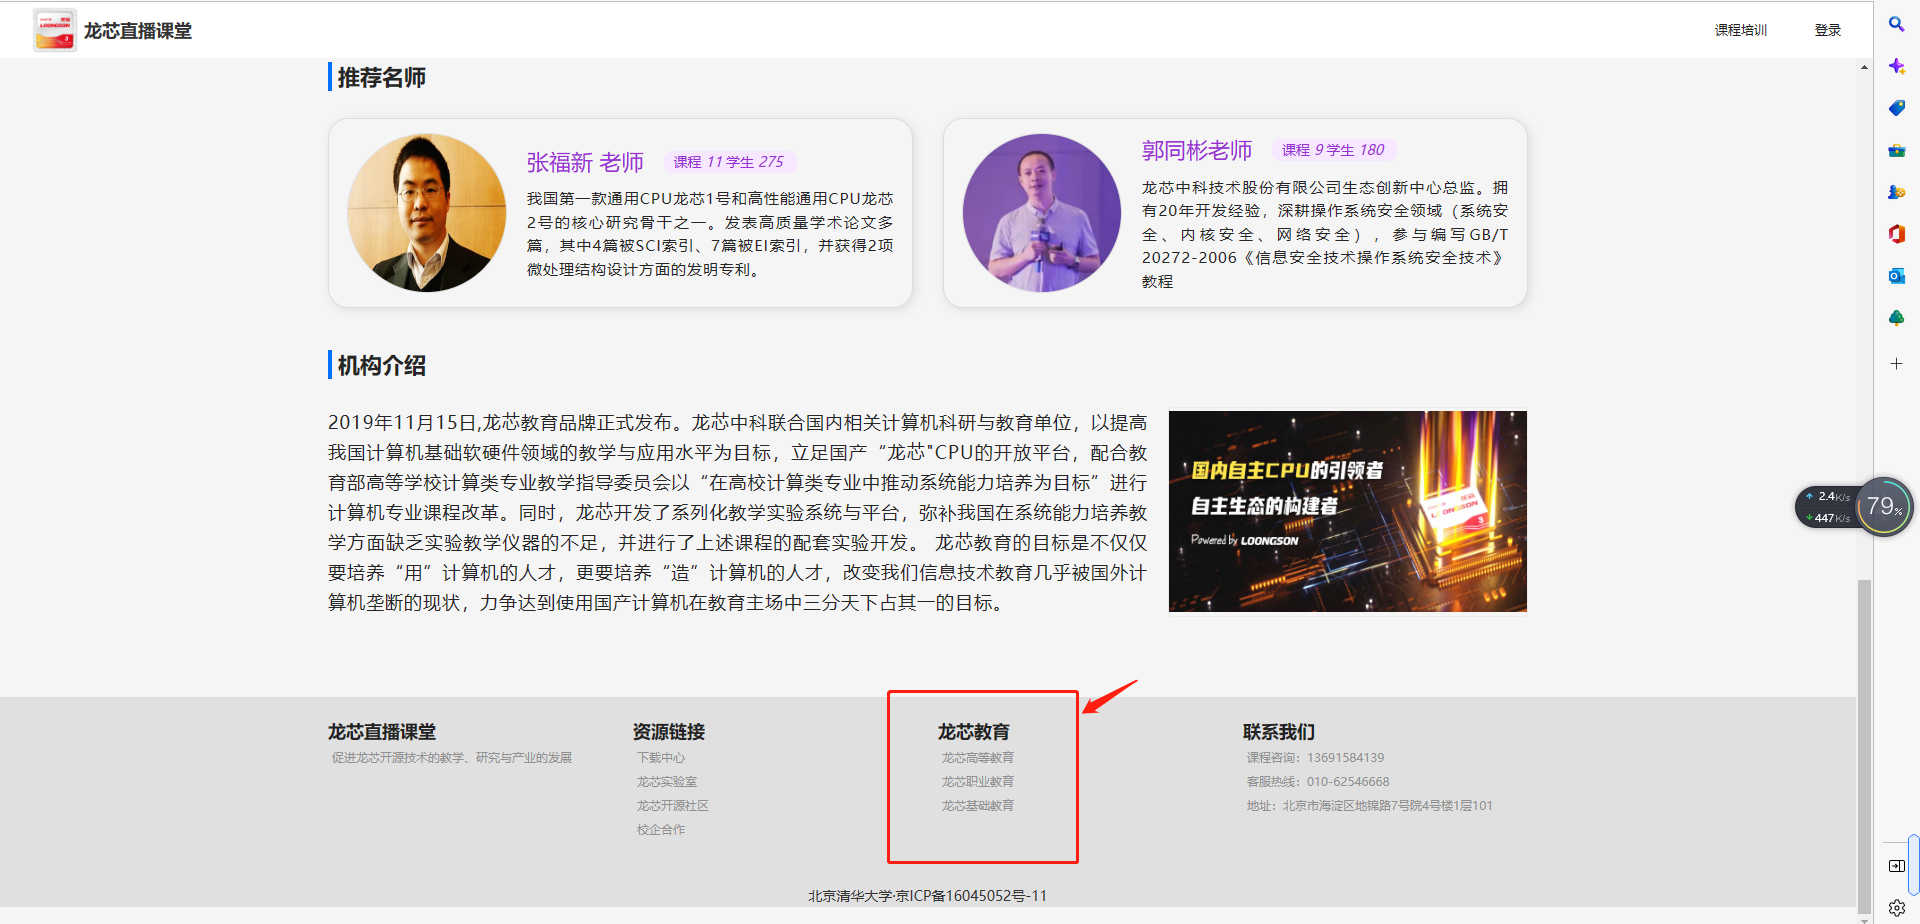 龙芯直播课堂
课程培训
登录
推荐名师
张福新 老师
课程 11 学生 275
我国第一款通用CPU龙芯1号和高性能通用CPU龙芯
2号的核心研究骨干之一。发表高质量学术论文多
篇，其中4篇被SCI索引、7篇被EI索引，并获得2项
微处理结构设计方面的发明专利。
郭同彬老师
课程 9 学生 180
龙芯中科技术股份有限公司生态创新中心总监。拥
有20年开发经验，深耕操作系统安全领域（系统安
全、内核安全、网络安全），参与编写GB/T
20272-2006《信息安全技术操作系统安全技术》
教程
机构介绍
2019年11月15日,龙芯教育品牌正式发布。龙芯中科联合国内相关计算机科研与教育单位，以提高
我国计算机基础软硬件领域的教学与应用水平为目标，立足国产“龙芯"CPU的开放平台，配合教
育部高等学校计算类专业教学指导委员会以“在高校计算类专业中推动系统能力培养为目标”进行
计算机专业课程改革。同时，龙芯开发了系列化教学实验系统与平台，弥补我国在系统能力培养教
学方面缺乏实验教学仪器的不足，并进行了上述课程的配套实验开发。 龙芯教育的目标是不仅仅
要培养“用”计算机的人才，更要培养“造”计算机的人才，改变我们信息技术教育几乎被国外计
算机垄断的现状，力争达到使用国产计算机在教育主场中三分天下占其一的目标。
国内自主CPU的引领者
自主生态的构建者
Powered by LOONGSON
龙芯
LOONGSON
3
2.4K/s
447K/s
79%
龙芯直播课堂
促进龙芯开源技术的教学、研究与产业的发展
资源链接
下载中心
龙芯实验室
龙芯开源社区
校企合作
龙芯教育
龙芯高等教育
龙芯职业教育
龙芯基础教育
联系我们
课程咨询：13691584139
客服热线：010-62546668
地址：北京市海淀区地锦路7号院4号楼1层101
北京清华大学·京ICP备16045052号-11